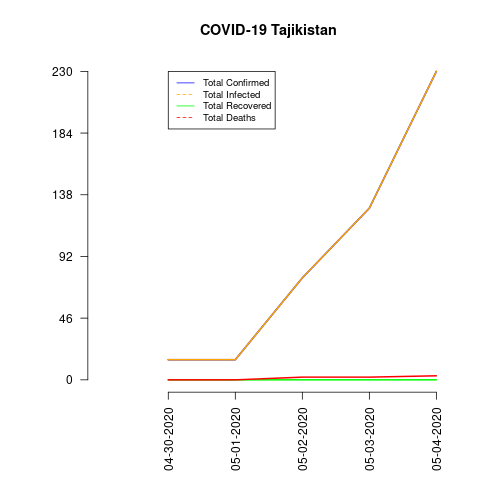 COVID-19 Tajikistan
230
184
138
92
46
0
Total Confirmed
Total Infected
Total Recovered
Total Deaths
04-30-2020
05-01-2020
05-02-2020
05-03-2020
05-04-2020